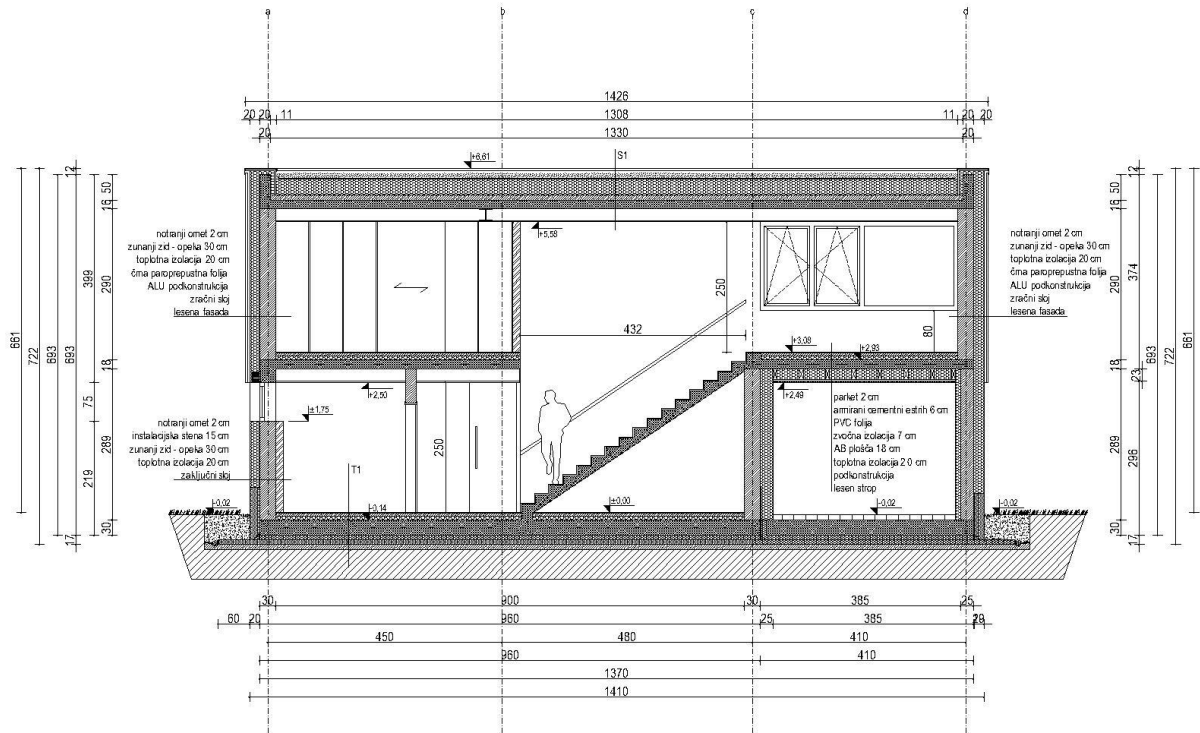 a
b
c
d
1426
20 20 11
1308
11 20 20
20
1330
20
+6,61
S1
12
50
16
399
290
18
75
289
219
30
17
661
722
693
693
+5,58
250
432
notranji omet 2 cm
zunanji zid - opeka 30 cm
toplotna izolacija 20 cm
črna paroprepustna folija
ALU podkonstrukcija
zračni sloj
lesena fasada
notranji omet 2 cm
zunanji zid - opeka 30 cm
toplotna izolacija 20 cm
črna paroprepustna folija
ALU podkonstrukcija
zračni sloj
lesena fasada
80
+3,08
+2,93
+2,50
+2,49
±1,75
250
notranji omet 2 cm
instalacijska stena 15 cm
zunanji zid - opeka 30 cm
toplotna izolacija 20 cm
zaključni sloj
T1
parket 2 cm
armirani cementni estrih 6 cm
PVC folija
zvočna izolacija 7 cm
AB plošča 18 cm
toplotna izolacija 20 cm
podkonstrukcija
lesen strop
-0,02
-0,14
±0,00
-0,02
-0,02
12
50
16
290
374
18
23
289
296
30
17
693
722
661
30
900
30
385
25
60
20
960
25
385
450
480
410
960
410
1370
1410